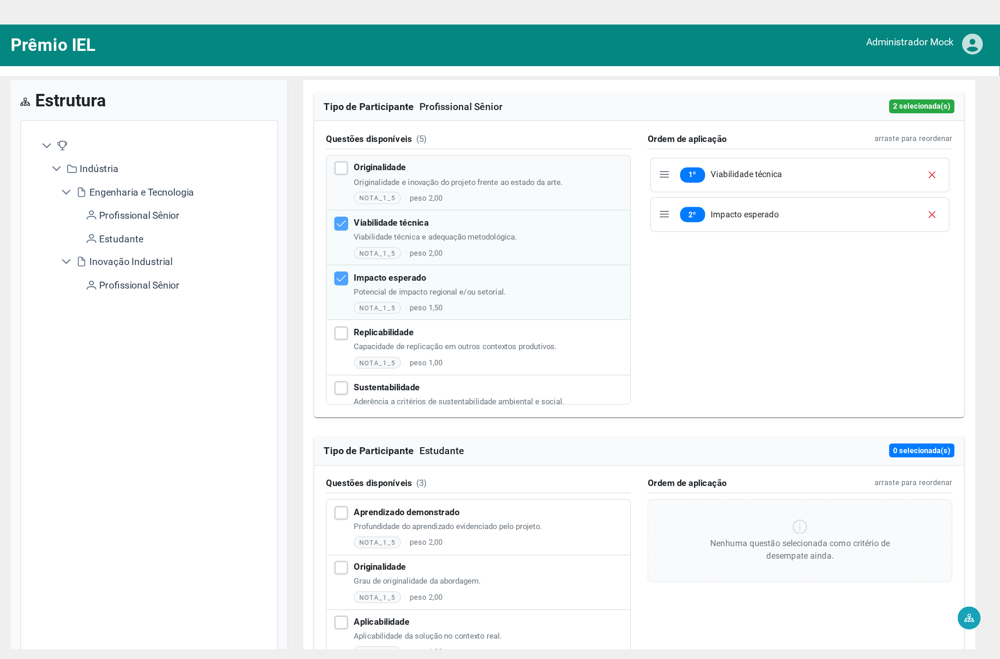 Prêmio IEL
Administrador Mock
Estrutura
Indústria
Engenharia e Tecnologia
Profissional Sênior
Estudante
Inovação Industrial
Profissional Sênior
Tipo de Participante Profissional Sênior
2 selecionada(s)
Questões disponíveis (5)
Originalidade
Originalidade e inovação do projeto frente ao estado da arte.
NOTA_1_5 · peso 2,00
Viabilidade técnica
Viabilidade técnica e adequação metodológica.
NOTA_1_5 · peso 2,00
Impacto esperado
Potencial de impacto regional e/ou setorial.
NOTA_1_5 · peso 1,50
Replicabilidade
Capacidade de replicação em outros contextos produtivos.
NOTA_1_5 · peso 1,00
Sustentabilidade
Aderência a critérios de sustentabilidade ambiental e social.
Ordem de aplicação
arraste para reordenar
1º Viabilidade técnica
2º Impacto esperado
Tipo de Participante Estudante
0 selecionada(s)
Questões disponíveis (3)
Aprendizado demonstrado
Profundidade do aprendizado evidenciado pelo projeto.
NOTA_1_5 · peso 2,00
Originalidade
Grau de originalidade da abordagem.
NOTA_1_5 · peso 2,00
Aplicabilidade
Aplicabilidade da solução no contexto real.
Ordem de aplicação
arraste para reordenar
Nenhuma questão selecionada como critério de
desempate ainda.